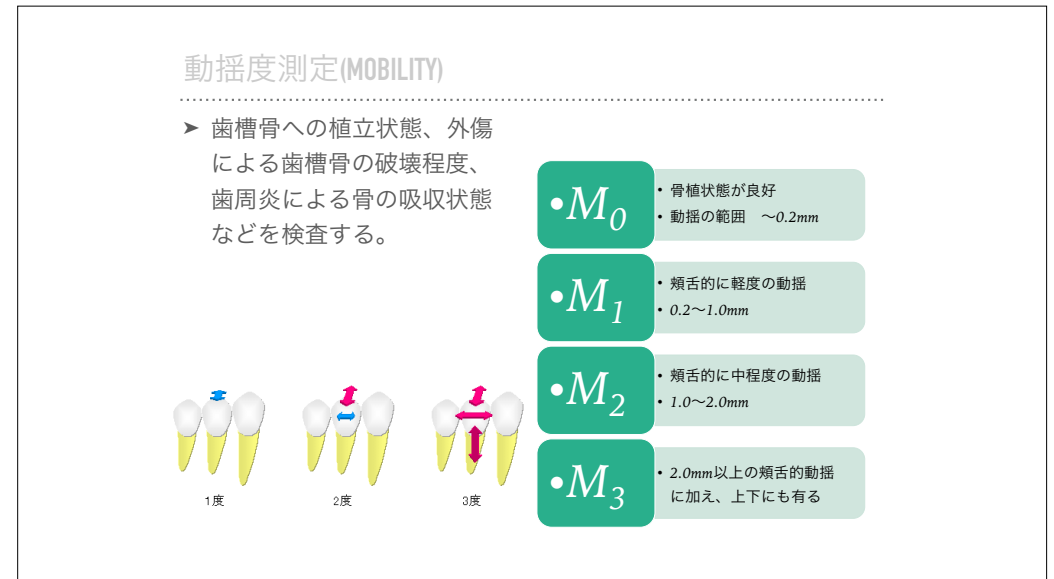 動揺度測定(MOBILITY)
➤ 歯槽骨への植立状態、外傷
による歯槽骨の破壊程度、
歯周炎による骨の吸収状態
などを検査する。
•M₀
• 骨植状態が良好
• 動揺の範囲　〜0.2mm
•M₁
• 頬舌的に軽度の動揺
• 0.2〜1.0mm
•M₂
• 頬舌的に中程度の動揺
• 1.0〜2.0mm
•M₃
• 2.0mm以上の頬舌的動揺
に加え、上下にも有る
1度
2度
3度